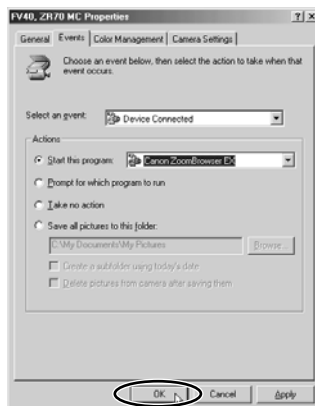 FV40, ZR70 MC Properties
General Events Color Management Camera Settings
Choose an event below, then select the action to take when that
event occurs.
Select an event: Device Connected
Actions
Start this program: Canon ZoomBrowser EX
Prompt for which program to run
Take no action
Save all pictures to this folder:
C:\My Documents\My Pictures Browse...
Create a subfolder using today's date
Delete pictures from camera after saving them
OK Cancel Apply